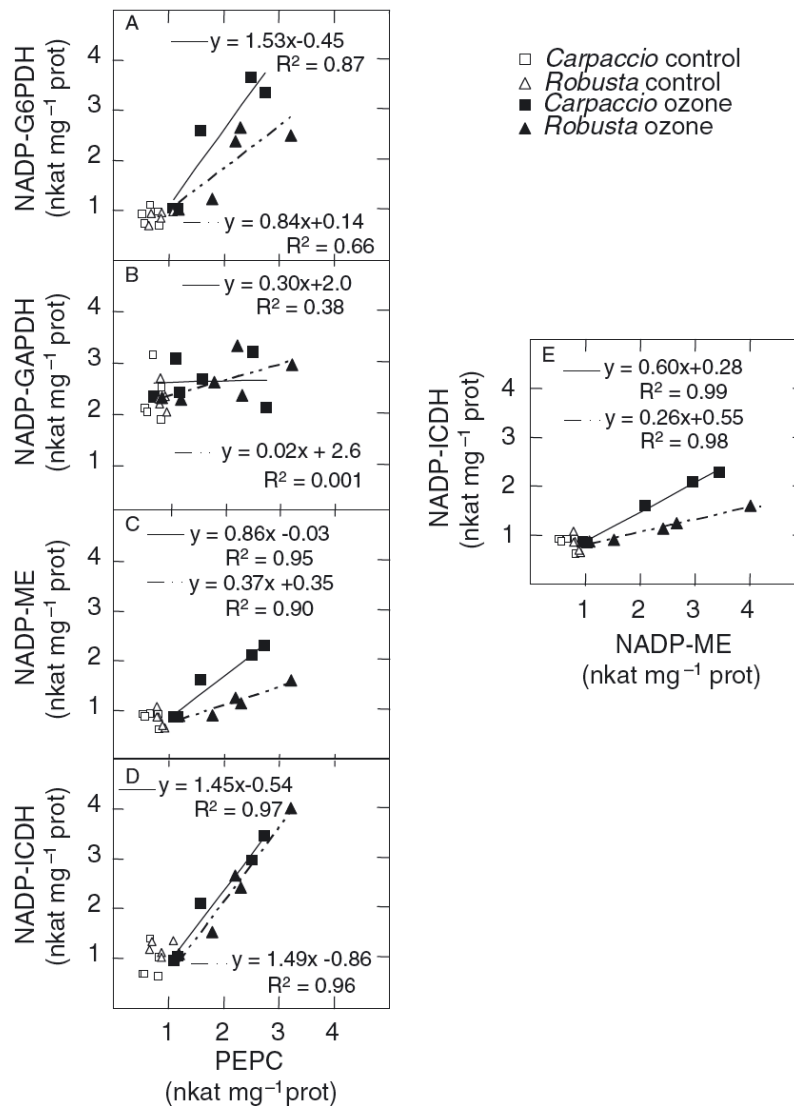 A
y = 1.53x-0.45
R² = 0.87
4
3
2
1
NADP-G6PDH
(nkat mg⁻¹ prot)
y = 0.84x+0.14
R² = 0.66
B
y = 0.30x+2.0
R² = 0.38
4
3
2
1
NADP-GAPDH
(nkat mg⁻¹ prot)
y = 0.02x + 2.6
R² = 0.001
C
y = 0.86x -0.03
R² = 0.95
y = 0.37x +0.35
R² = 0.90
4
3
2
1
NADP-ME
(nkat mg⁻¹ prot)
D
y = 1.45x-0.54
R² = 0.97
4
3
2
1
NADP-ICDH
(nkat mg⁻¹ prot)
y = 1.49x -0.86
R² = 0.96
1 2 3 4
PEPC
(nkat mg⁻¹prot)
Carpaccio control
Robusta control
Carpaccio ozone
Robusta ozone
E
y = 0.60x+0.28
R² = 0.99
y = 0.26x+0.55
R² = 0.98
4
3
2
1
NADP-ICDH
(nkat mg⁻¹ prot)
1 2 3 4
NADP-ME
(nkat mg⁻¹ prot)